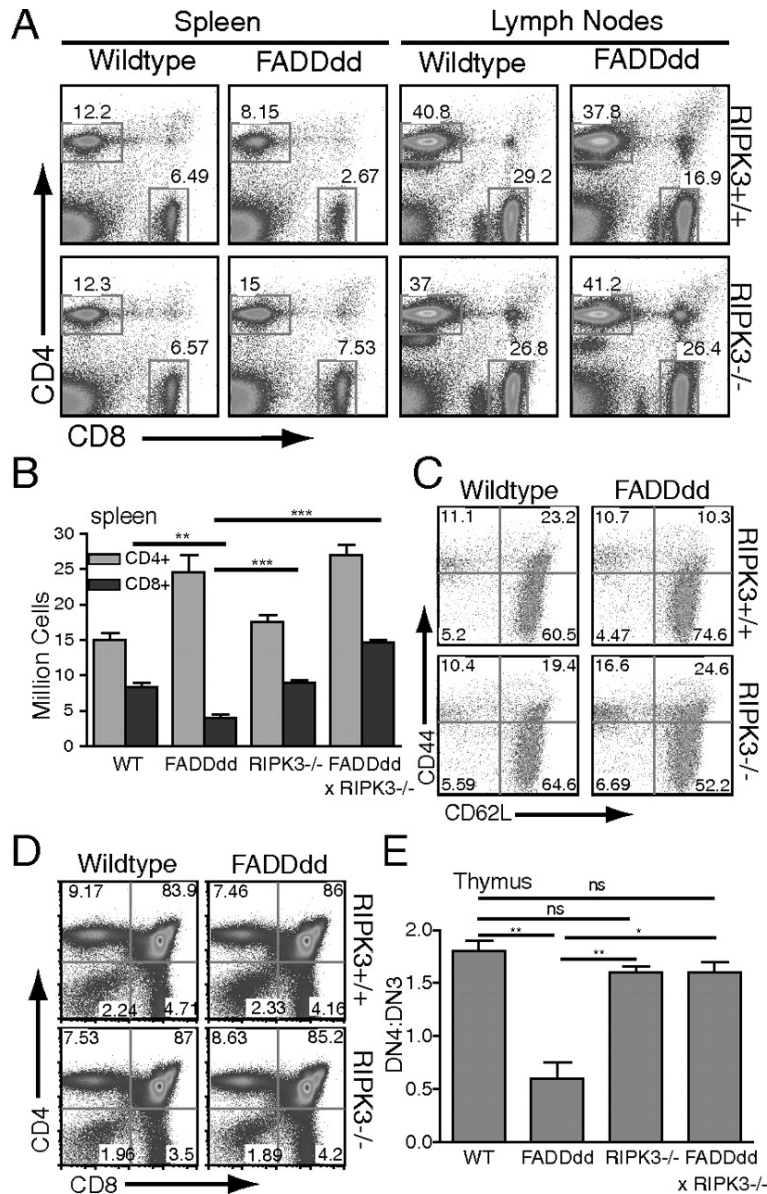 A
Spleen Lymph Nodes
Wildtype FADDdd Wildtype FADDdd
12.2 8.15 40.8 37.8
6.49 2.67 29.2 16.9
RIPK3+/+
12.3 15 37 41.2
6.57 7.53 26.8 26.4
RIPK3-/-
CD4
CD8
B
spleen
CD4+
CD8+
** *** ***
30
25
20
15
10
5
0
Million Cells
WT FADDdd RIPK3-/- FADDdd
x RIPK3-/-
C
Wildtype FADDdd
11.1 23.2 10.7 10.3
5.2 60.5 4.47 74.6
RIPK3+/+
10.4 19.4 16.6 24.6
5.59 64.6 6.69 52.2
RIPK3-/-
CD44
CD62L
D
Wildtype FADDdd
9.17 83.9 7.46 86
2.24 4.71 2.33 4.16
RIPK3+/+
7.53 87 8.63 85.2
1.96 3.5 1.89 4.2
RIPK3-/-
CD4
CD8
E
Thymus
ns
ns
** *
**
2.0
1.5
1.0
0.5
0.0
DN4:DN3
WT FADDdd RIPK3-/- FADDdd
x RIPK3-/-